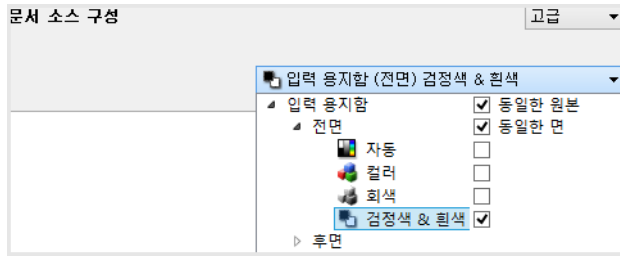 문서 소스 구성 고급
입력 용지함 (전면) 검정색 & 흰색
입력 용지함 동일한 원본
전면 동일한 면
자동
컬러
회색
검정색 & 흰색
후면